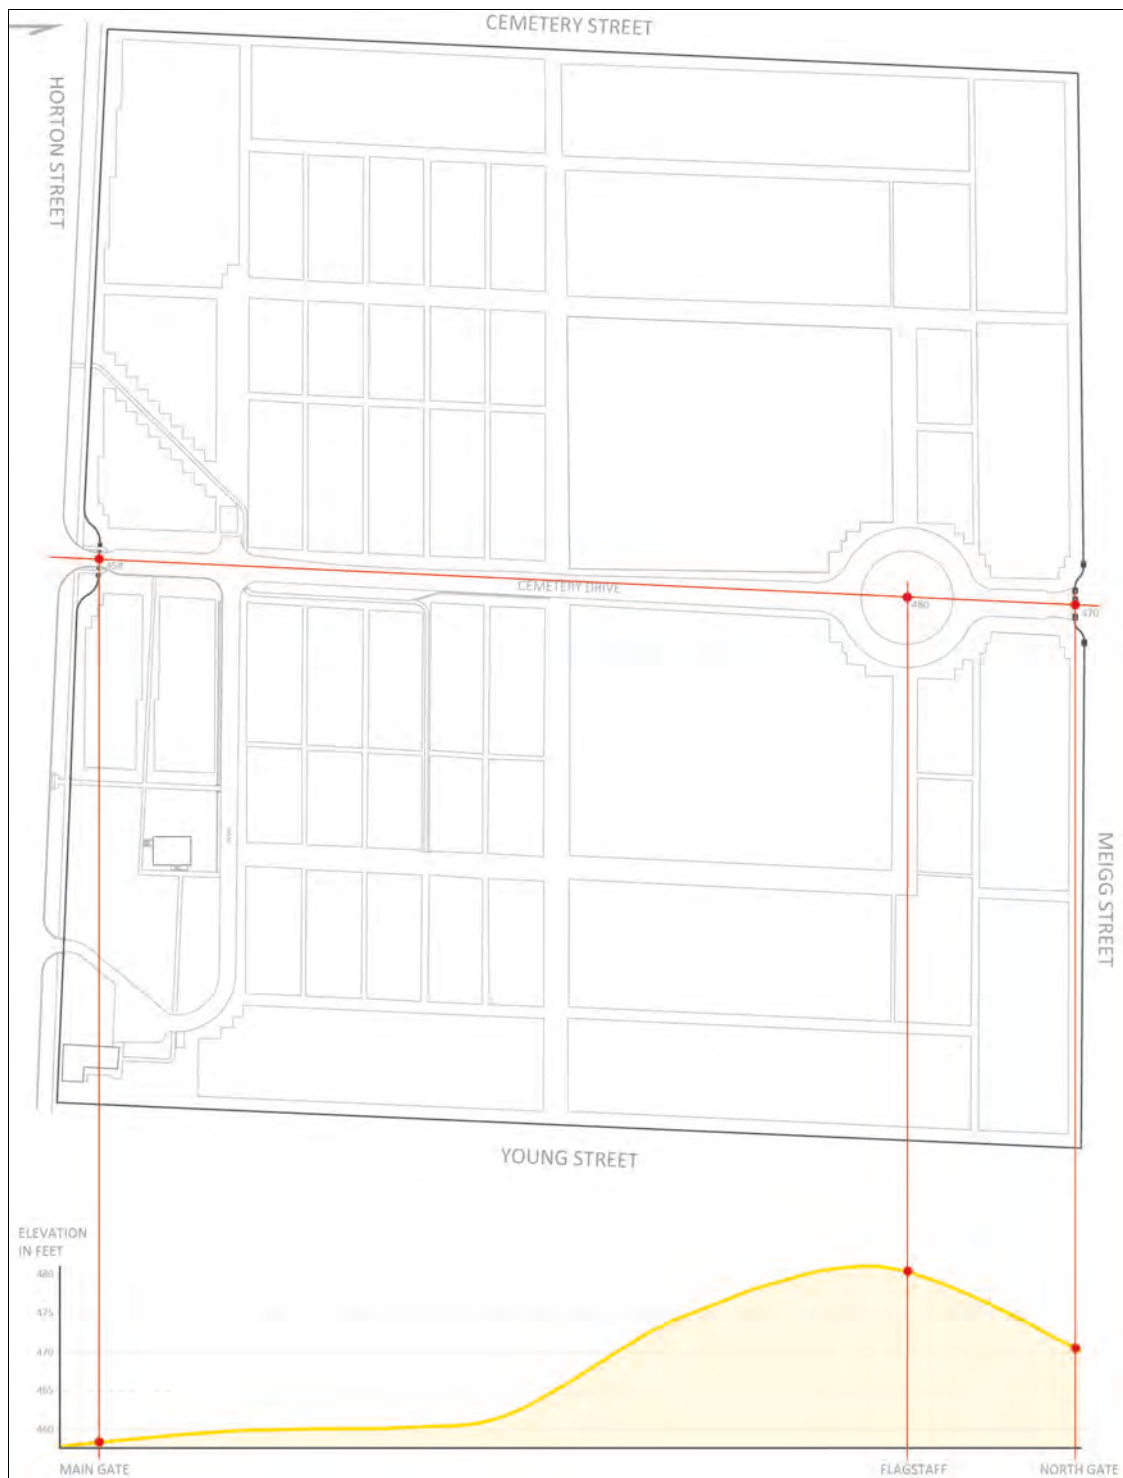 CEMETERY STREET
HORTON STREET
458
CEMETERY DRIVE
480
470
MEIGG STREET
YOUNG STREET
ELEVATION
IN FEET
480
475
470
465
460
MAIN GATE
FLAGSTAFF
NORTH GATE